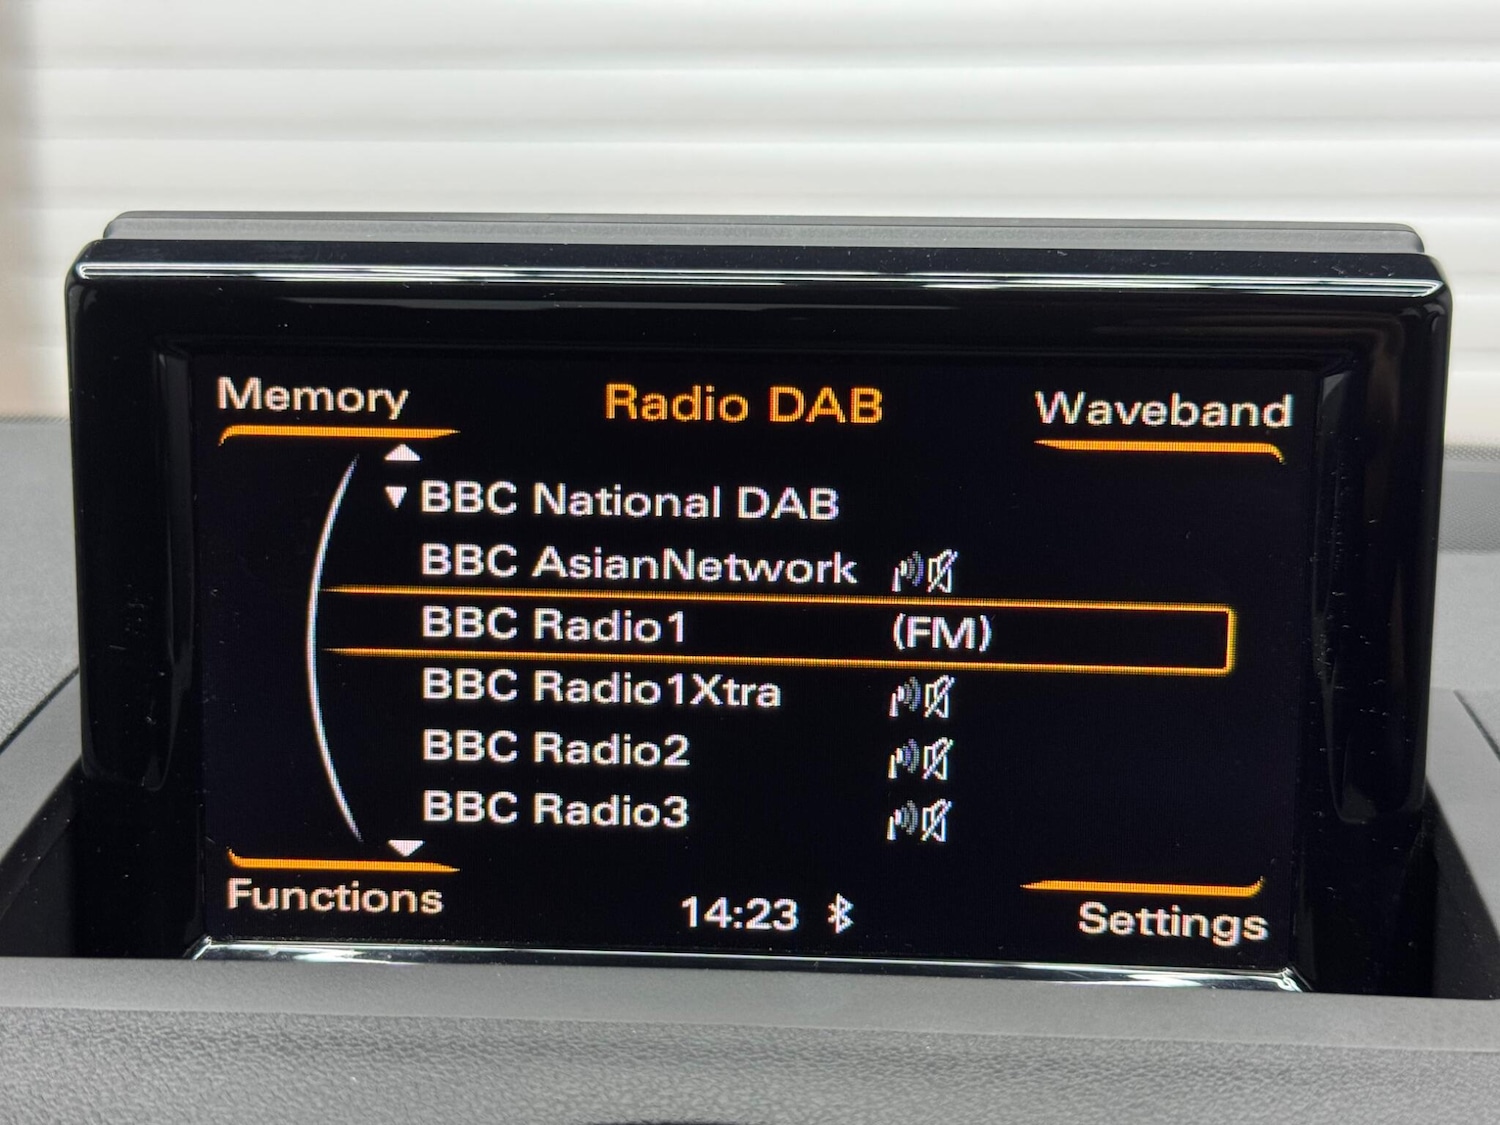 Memory Radio DAB Waveband
BBC National DAB
BBC AsianNetwork
BBC Radio1 (FM)
BBC Radio1Xtra
BBC Radio2
BBC Radio3
Functions 14:23 Settings